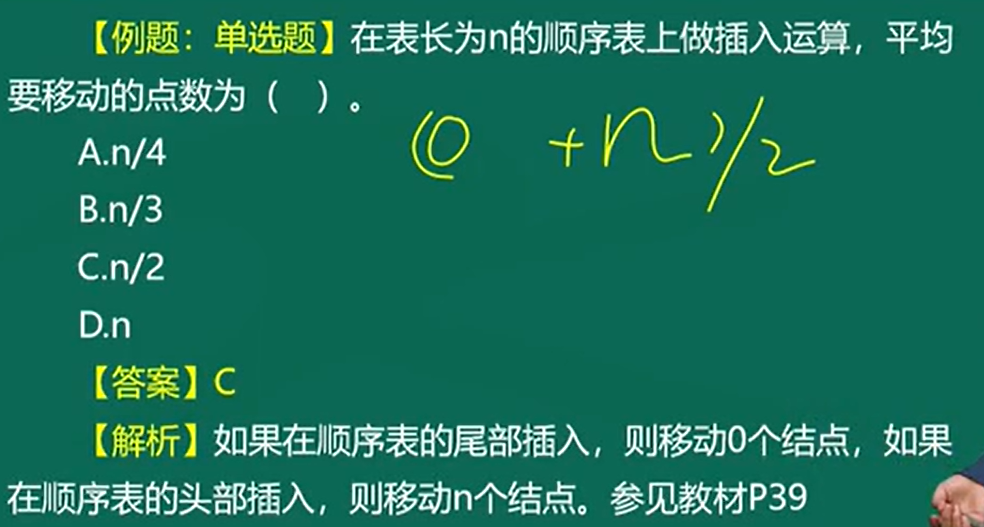 【例题：单选题】在表长为n的顺序表上做插入运算，平均
要移动的点数为（ ）。
(0 +n)/2
A.n/4
B.n/3
C.n/2
D.n
【答案】C
【解析】如果在顺序表的尾部插入，则移动0个结点，如果
在顺序表的头部插入，则移动n个结点。参见教材P39